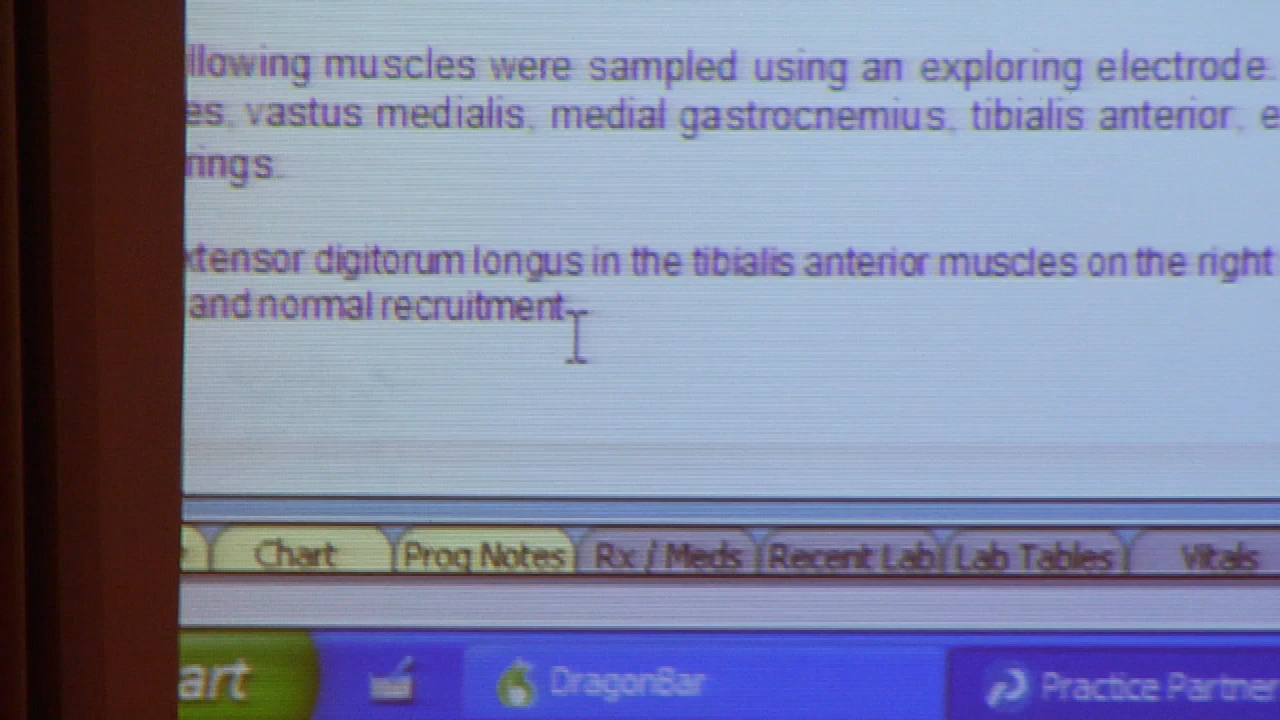 llowing muscles were sampled using an exploring electrode.
es, vastus medialis, medial gastrocnemius, tibialis anterior, e
rings.
xtensor digitorum longus in the tibialis anterior muscles on the right
and normal recruitment
Chart Prog Notes Rx / Meds Recent Lab Lab Tables Vitals
art DragonBar Practice Partner